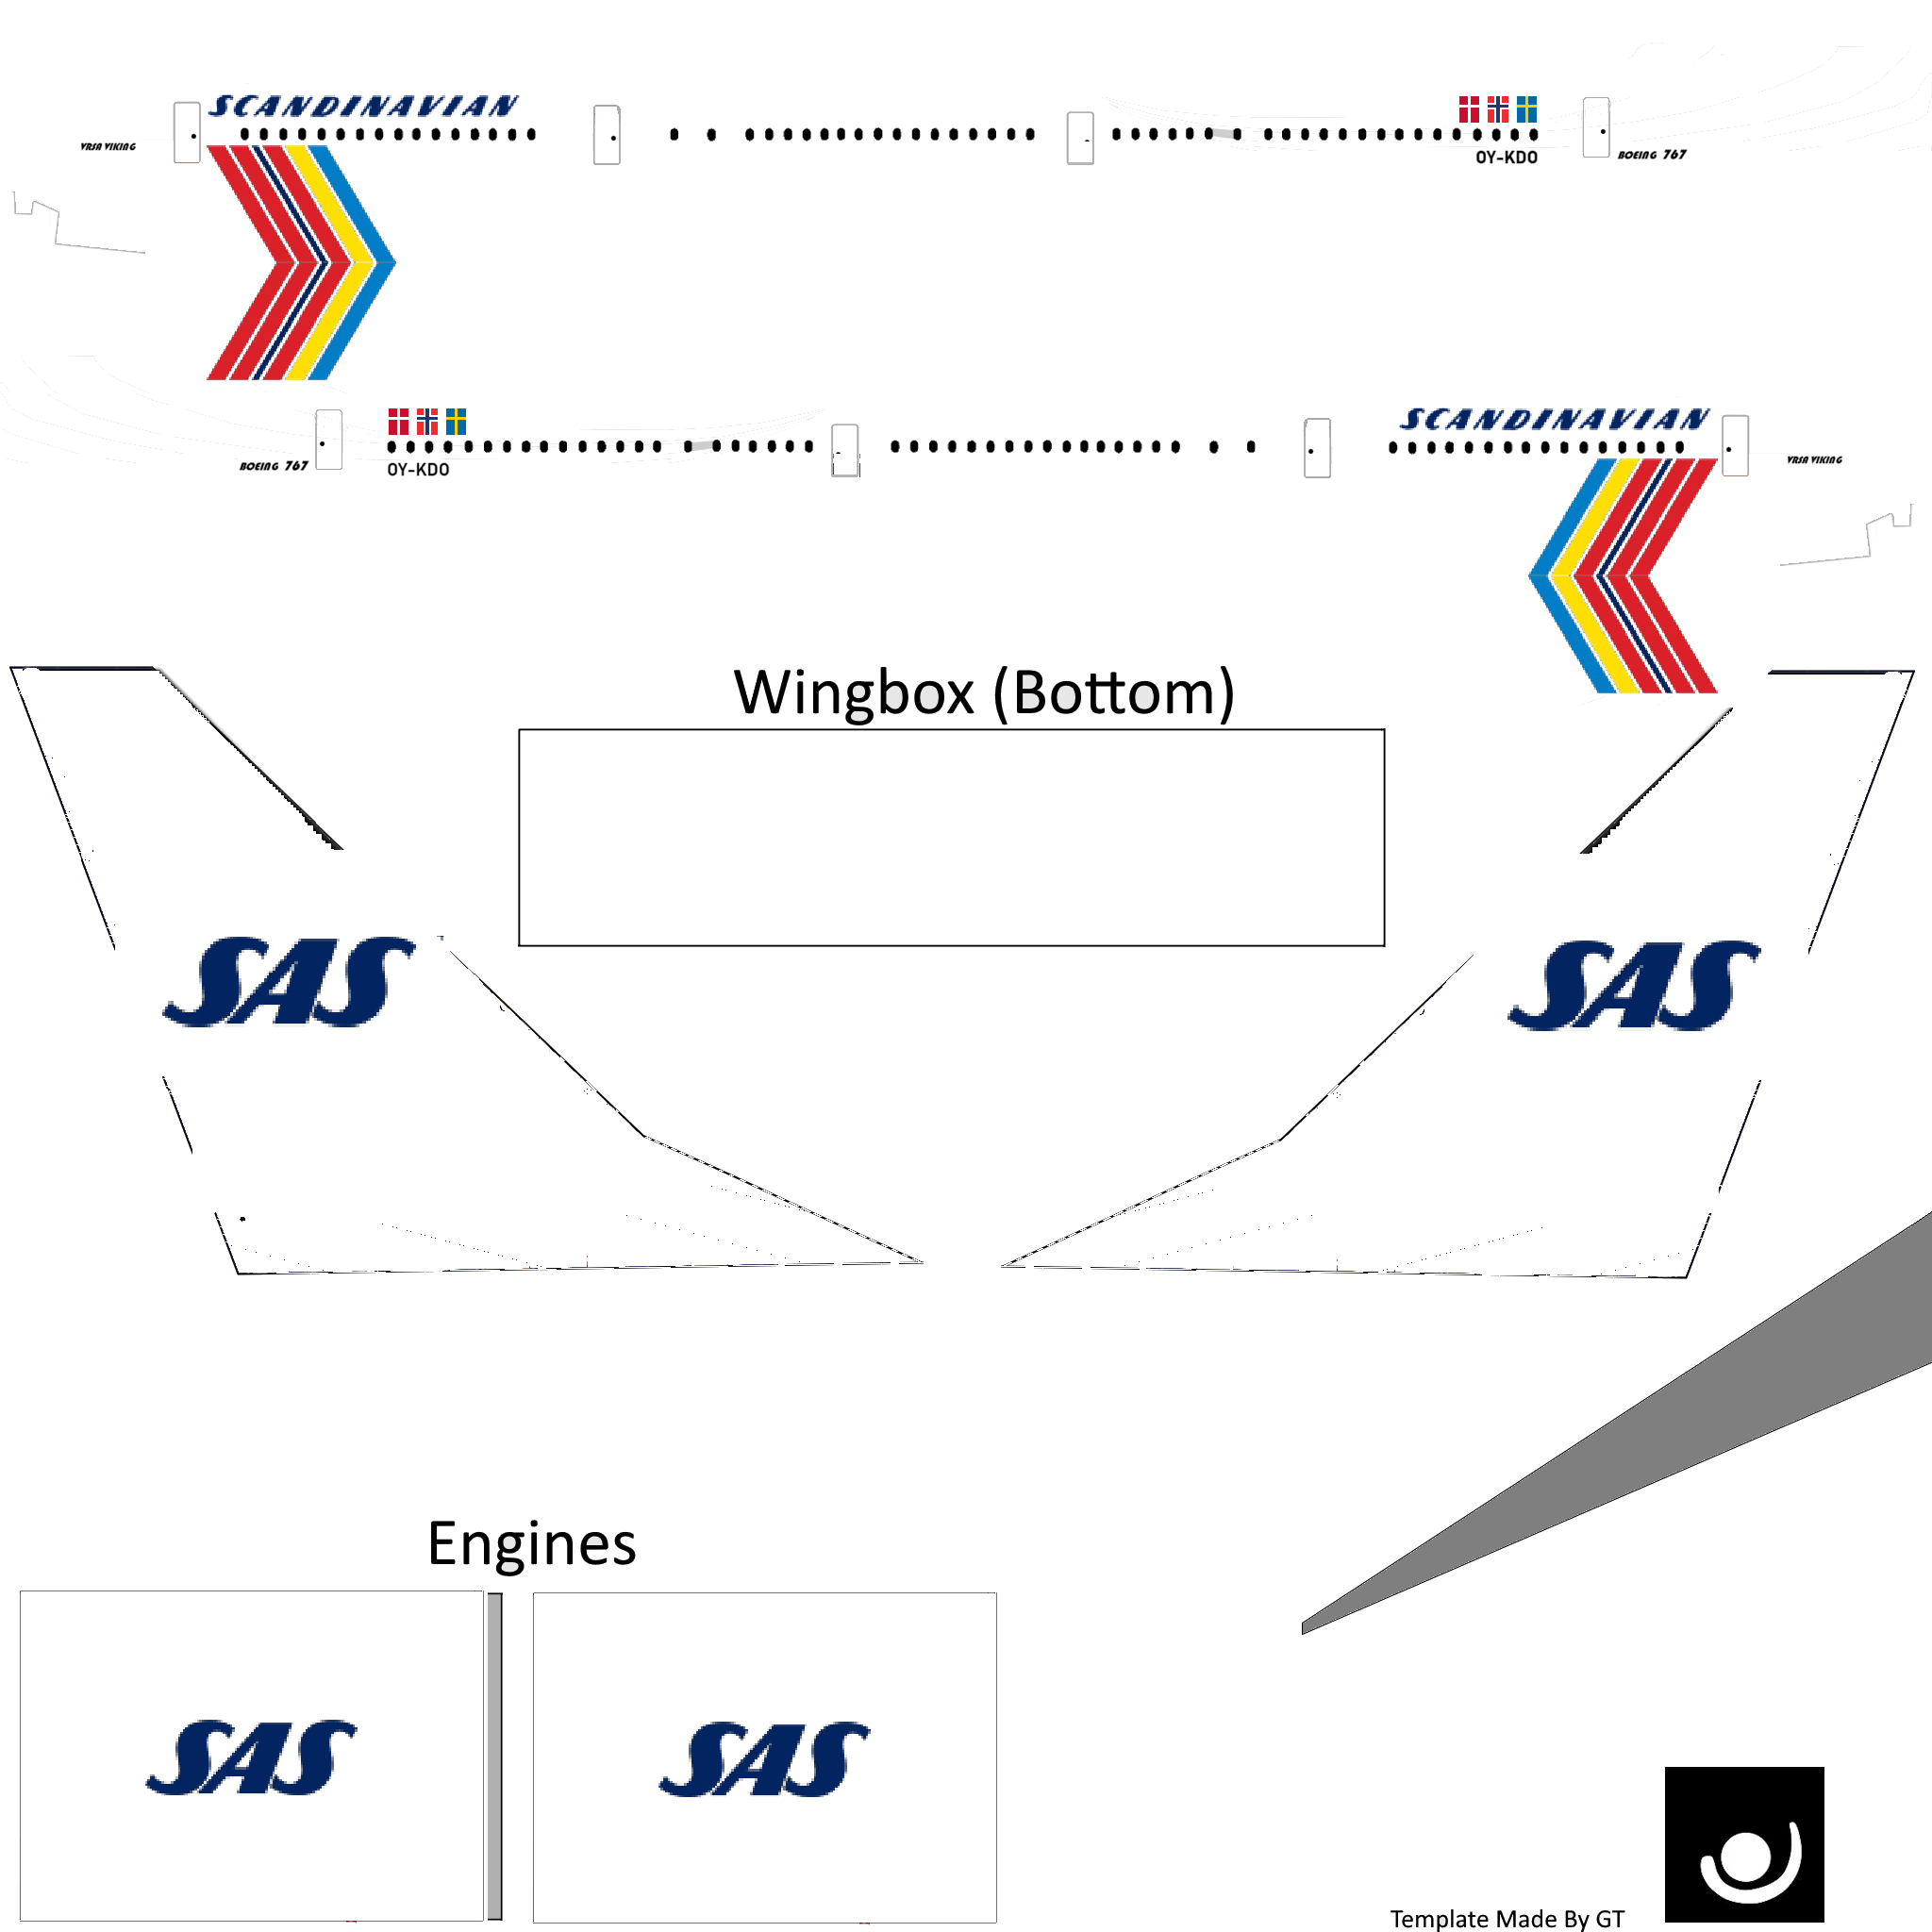 SCANDINAVIAN
VRSA VIKING
OY-KDO
BOEING 767
SCANDINAVIAN
BOEING 767
OY-KDO
VRSA VIKING
Wingbox (Bottom)
SAS
SAS
Engines
SAS
SAS
Template Made By GT